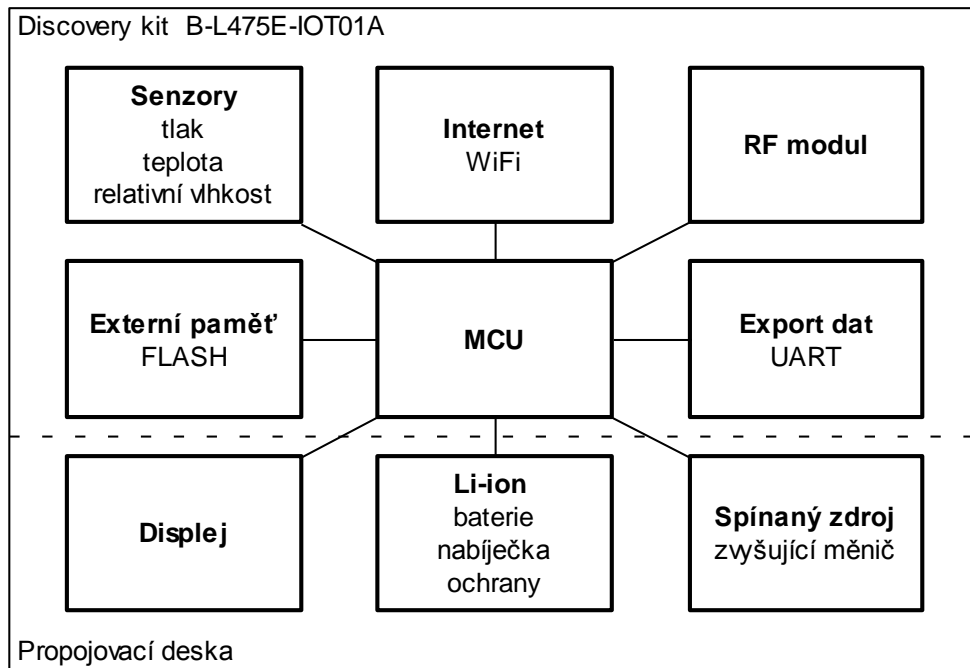 Discovery kit B-L475E-IOT01A
Senzory
tlak
teplota
relativní vlhkost
Internet
WiFi
RF modul
Externí paměť
FLASH
MCU
Export dat
UART
Displej
Li-ion
baterie
nabíječka
ochrany
Spínaný zdroj
zvyšující měnič
Propojovací deska